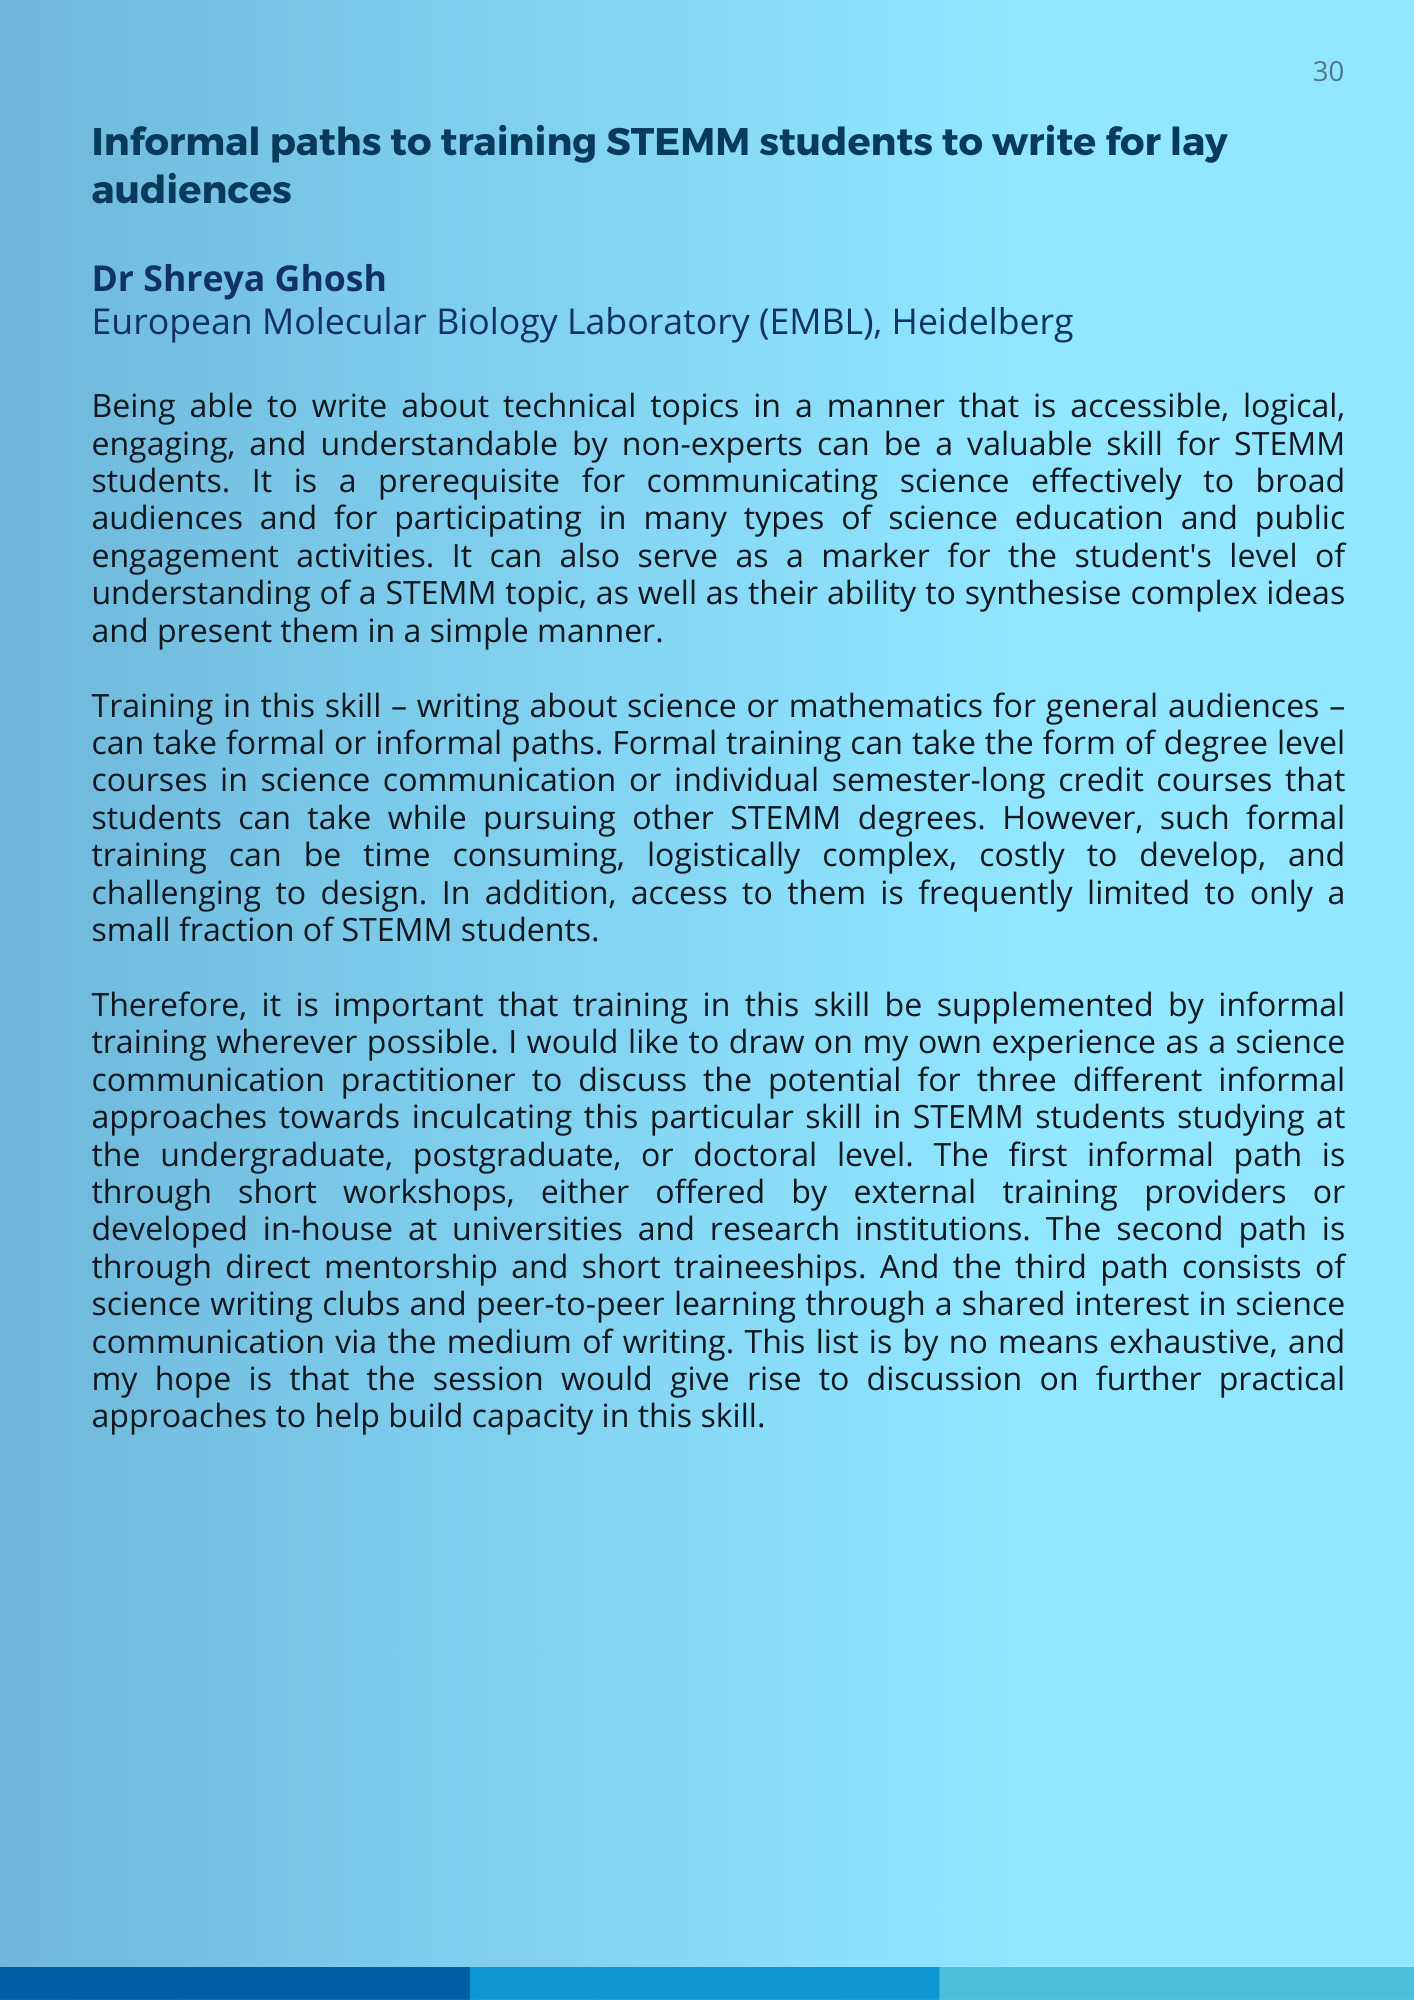 30
Informal paths to training STEMM students to write for lay
audiences
Dr Shreya Ghosh
European Molecular Biology Laboratory (EMBL), Heidelberg
Being able to write about technical topics in a manner that is accessible, logical,
engaging, and understandable by non-experts can be a valuable skill for STEMM
students. It is a prerequisite for communicating science effectively to broad
audiences and for participating in many types of science education and public
engagement activities. It can also serve as a marker for the student's level of
understanding of a STEMM topic, as well as their ability to synthesise complex ideas
and present them in a simple manner.
Training in this skill – writing about science or mathematics for general audiences –
can take formal or informal paths. Formal training can take the form of degree level
courses in science communication or individual semester-long credit courses that
students can take while pursuing other STEMM degrees. However, such formal
training can be time consuming, logistically complex, costly to develop, and
challenging to design. In addition, access to them is frequently limited to only a
small fraction of STEMM students.
Therefore, it is important that training in this skill be supplemented by informal
training wherever possible. I would like to draw on my own experience as a science
communication practitioner to discuss the potential for three different informal
approaches towards inculcating this particular skill in STEMM students studying at
the undergraduate, postgraduate, or doctoral level. The first informal path is
through short workshops, either offered by external training providers or
developed in-house at universities and research institutions. The second path is
through direct mentorship and short traineeships. And the third path consists of
science writing clubs and peer-to-peer learning through a shared interest in science
communication via the medium of writing. This list is by no means exhaustive, and
my hope is that the session would give rise to discussion on further practical
approaches to help build capacity in this skill.